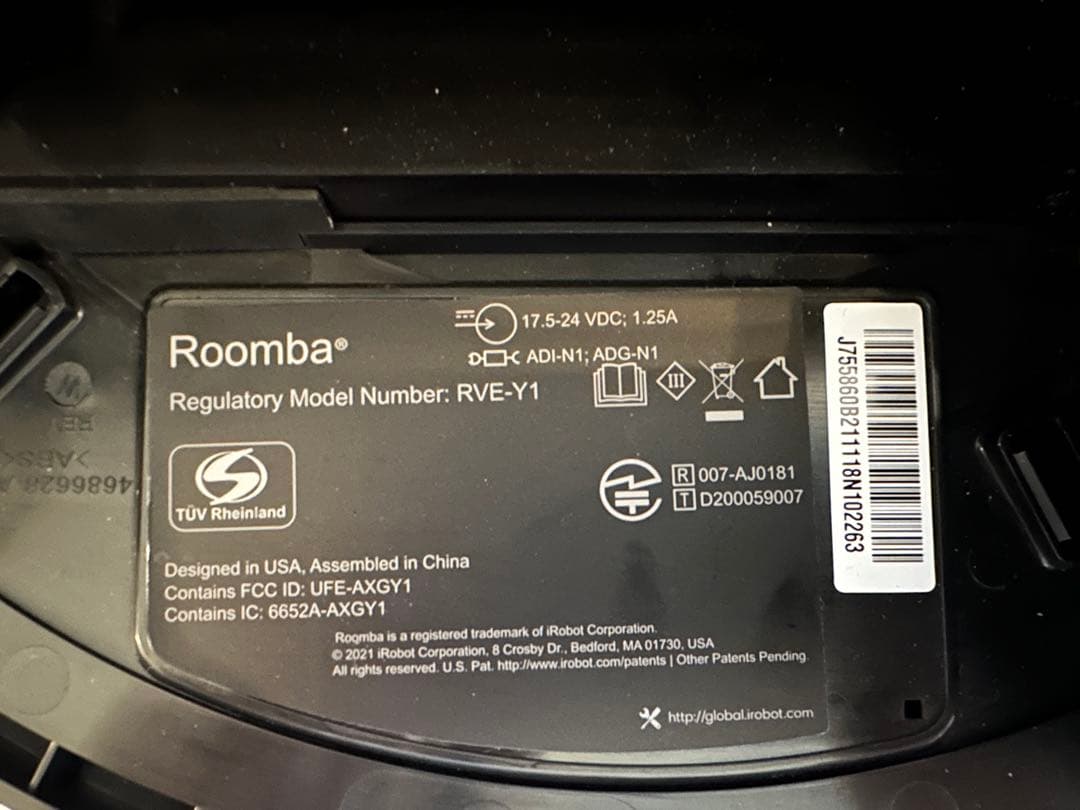 Roomba®
17.5-24 VDC; 1.25A
ADI-N1; ADG-N1
Regulatory Model Number: RVE-Y1
III
TÜV Rheinland
R 007-AJ0181
T D200059007
Designed in USA, Assembled in China
Contains FCC ID: UFE-AXGY1
Contains IC: 6652A-AXGY1
Roomba is a registered trademark of iRobot Corporation.
© 2021 iRobot Corporation, 8 Crosby Dr., Bedford, MA 01730, USA
All rights reserved. U.S. Pat. http://www.irobot.com/patents | Other Patents Pending.
http://global.irobot.com
J755860B211118N102263
>ABS<
4686628